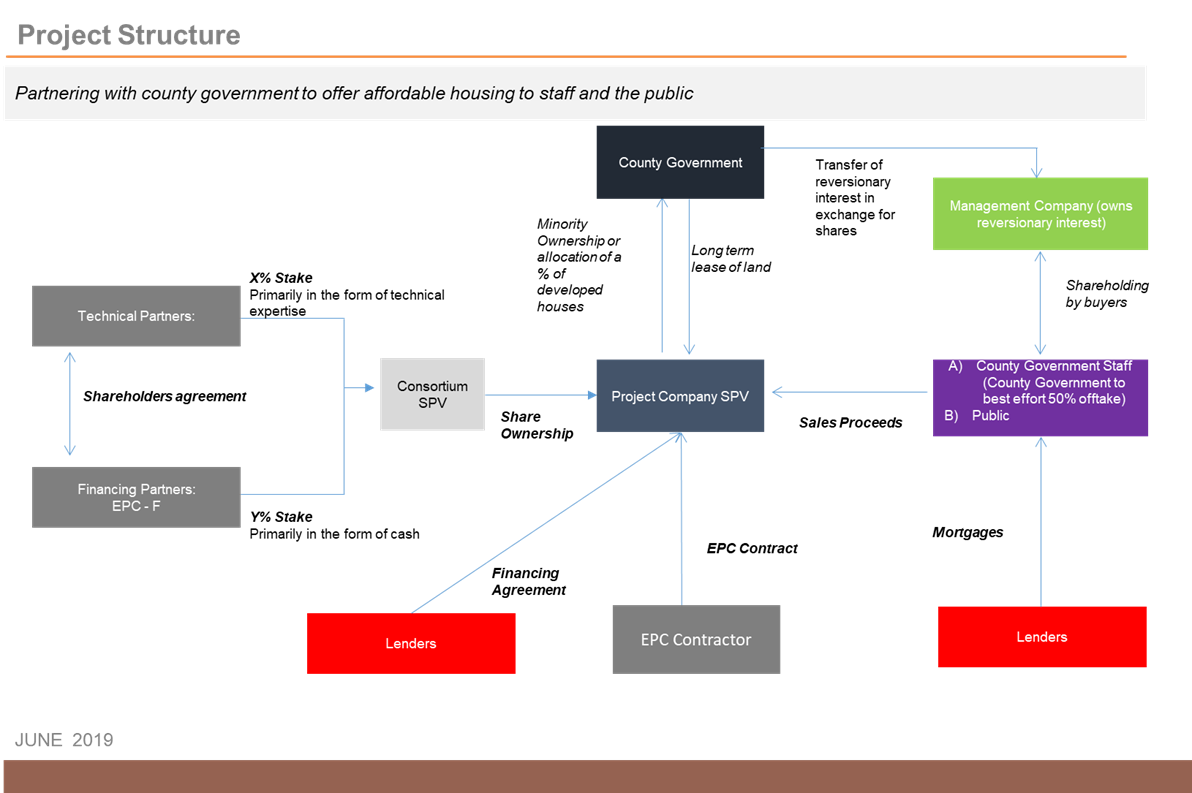 Project Structure
Partnering with county government to offer affordable housing to staff and the public
County Government
Transfer of
reversionary
interest in
exchange for
shares
Management Company (owns
reversionary interest)
Minority
Ownership or
allocation of a
% of
developed
houses
Long term
lease of land
Shareholding
by buyers
X% Stake
Primarily in the form of technical
expertise
Technical Partners:
Shareholders agreement
Consortium
SPV
Share
Ownership
Project Company SPV
Sales Proceeds
A) County Government Staff
(County Government to
best effort 50% offtake)
B) Public
Financing Partners:
EPC - F
Y% Stake
Primarily in the form of cash
Financing
Agreement
EPC Contract
Mortgages
Lenders
EPC Contractor
Lenders
JUNE 2019